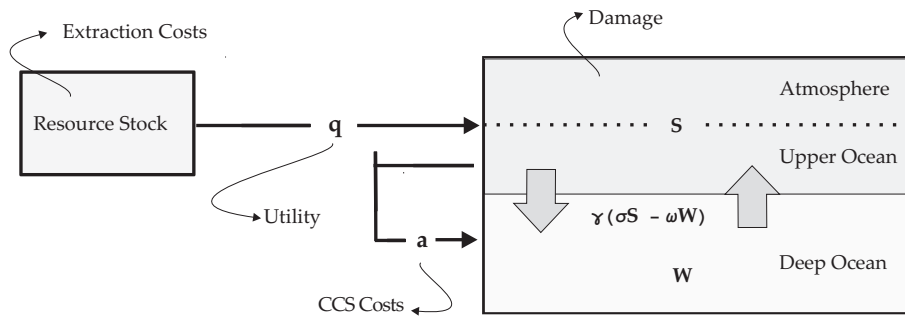 Extraction Costs
Damage
Atmosphere
Resource Stock
q
S
Upper Ocean
Utility
γ(σS - ωW)
a
Deep Ocean
W
CCS Costs